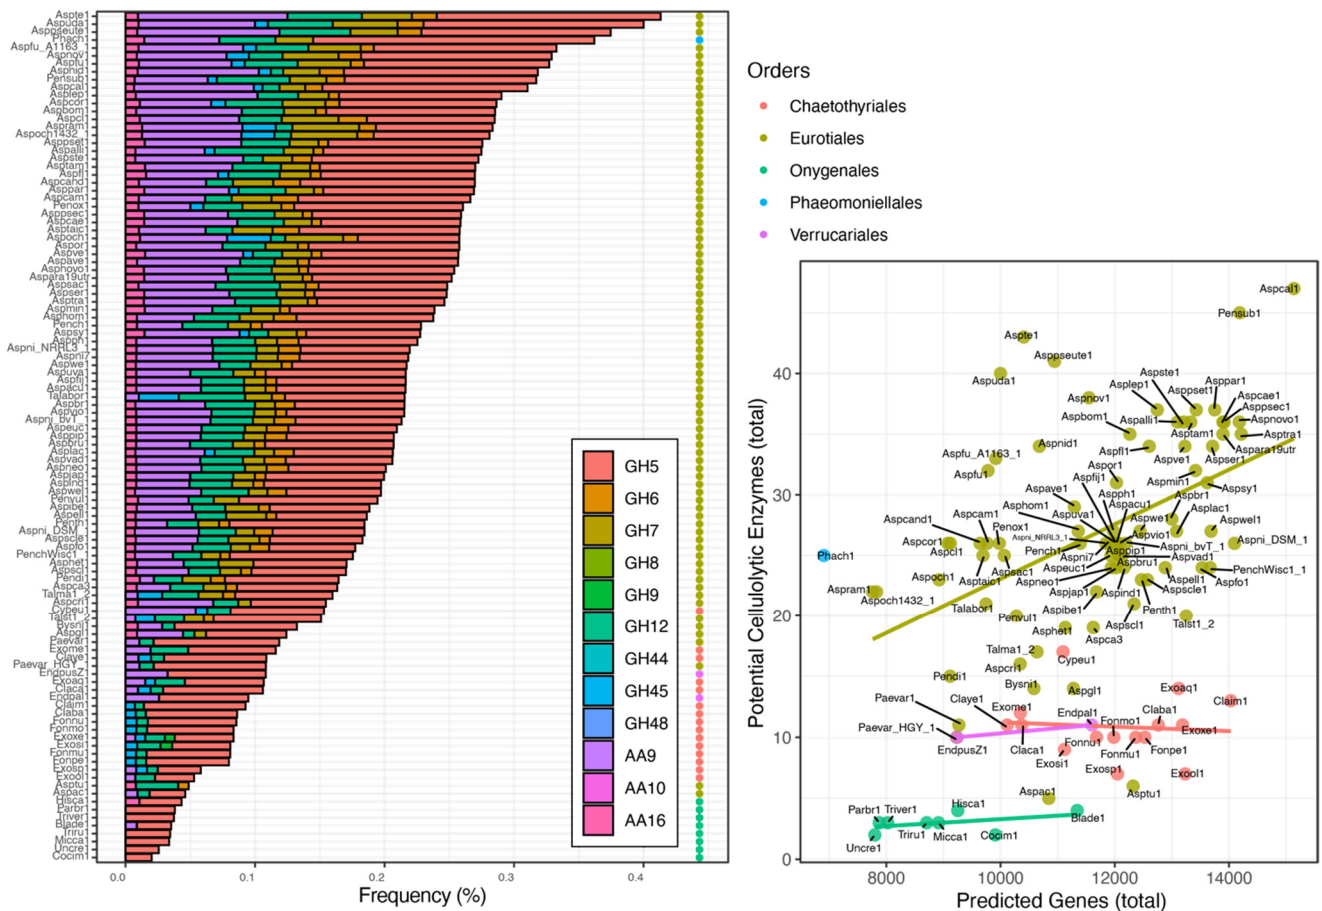 Aspte1
Aspuda1
Asppseute1
Phach1
Aspfu_A1163_1
Aspnov1
Aspfu1
Aspnid1
Pensub1
Aspcal1
Asplep1
Aspcor1
Aspbom1
Aspcl1
Aspram1
Aspoch1432_1
Asppset1
Aspalli1
Aspste1
Asptam1
Aspfl1
Aspcand1
Asppar1
Aspcam1
Penox1
Asppsec1
Aspcae1
Asptaic1
Aspoch1
Aspor1
Aspve1
Aspave1
Asphovo1
Aspara19utr
Aspsac1
Aspser1
Asptra1
Aspmin1
Asphom1
Pench1
Aspsy1
Aspph1
Aspni_NRRL3_1
Aspni7
Aspwe1
Aspuva1
Aspfij1
Aspacu1
Talabor1
Aspbr1
Aspvio1
Aspni_bvT_1
Aspeuc1
Asppip1
Aspbru1
Asplac1
Aspvad1
Aspneo1
Aspjap1
Aspind1
Aspwel1
Penvul1
Aspibe1
Aspell1
Penth1
Aspni_DSM_1
Aspscle1
Aspfo1
PenchWisc1_1
Asphet1
Aspscl1
Pendi1
Aspca3
Talma1_2
Aspcri1
Cypeu1
Talst1_2
Bysni1
Aspgl1
Paevar1
Exome1
Claye1
Paevar_HGY_1
EndpusZ1
Exoaq1
Claca1
Endpal1
Claim1
Claba1
Fonnu1
Fonmo1
Exoxe1
Exosi1
Fonmu1
Fonpe1
Exosp1
Exool1
Asptu1
Aspac1
Hisca1
Parbr1
Triver1
Blade1
Triru1
Micca1
Uncre1
Cocim1
0.0 0.1 0.2 0.3 0.4
Frequency (%)
GH5
GH6
GH7
GH8
GH9
GH12
GH44
GH45
GH48
AA9
AA10
AA16
Orders
Chaetothyriales
Eurotiales
Onygenales
Phaeomoniellales
Verrucariales
Potential Cellulolytic Enzymes (total)
40
30
20
10
0
Aspcal1
Pensub1
Aspte1
Asppseute1
Aspuda1
Aspste1
Asplep1
Asppset1
Asppar1
Aspnov1
Aspcae1
Asppsec1
Aspbom1
Aspalli1
Aspnovo1
Asptam1
Asptra1
Aspnid1
Aspfl1
Aspve1
Aspser1
Aspara19utr
Aspfu_A1163_1
Aspfu1
Aspor1
Aspfij1
Aspmin1
Aspsy1
Aspave1
Aspph1
Aspbr1
Asphom1
Aspacu1
Asplac1
Aspcam1
Aspuva1
Aspwe1
Aspwel1
Aspcand1
Penox1
Aspni_NRRL3_1
Aspvio1
Aspni_DSM_1
Aspcor1
Aspcl1
Pench1
Asppip1
Aspni_bvT_1
Phach1
Aspni7
Aspvad1
Aspsac1
Aspeuc1
Aspbru1
PenchWisc1_1
Aspoch1
Asptaic1
Aspneo1
Aspell1
Aspfo1
Aspram1
Aspoch1432_1
Aspjap1
Aspind1
Aspscle1
Talabor1
Aspibe1
Penth1
Penvul1
Aspscl1
Talst1_2
Asphet1
Aspca3
Talma1_2
Cypeu1
Aspcri1
Pendi1
Bysni1
Aspgl1
Exoaq1
Claim1
Paevar1
Claye1
Exome1
Endpal1
Claba1
Fonmo1
Exoxe1
Paevar_HGY_1
EndpusZ1
Claca1
Fonnu1
Fonmu1
Fonpe1
Exosi1
Exosp1
Exool1
Aspac1
Asptu1
Parbr1
Triver1
Hisca1
Blade1
Uncre1
Triru1
Micca1
Cocim1
8000 10000 12000 14000
Predicted Genes (total)